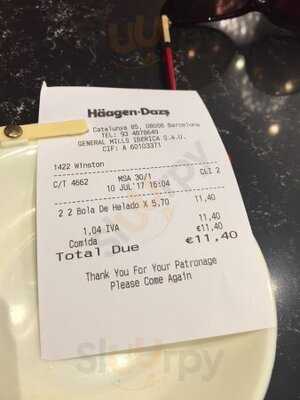 Häagen-Dazs
Catalunya 85, 08008 Barcelona
TEL: 93 4878649
GENERAL MILLS IBERICA S.A.U.
CIF: A 60103371
1422 Winston
C/T 4662 MSA 30/1 CLI 2
10 JUL'17 16:04
2 2 Bola De Helado X 5,70 11,40
1,04 IVA 11,40
Comida €11,40
Total Due €11,40
Thank You For Your Patronage
Please Come Again
Sluurpy